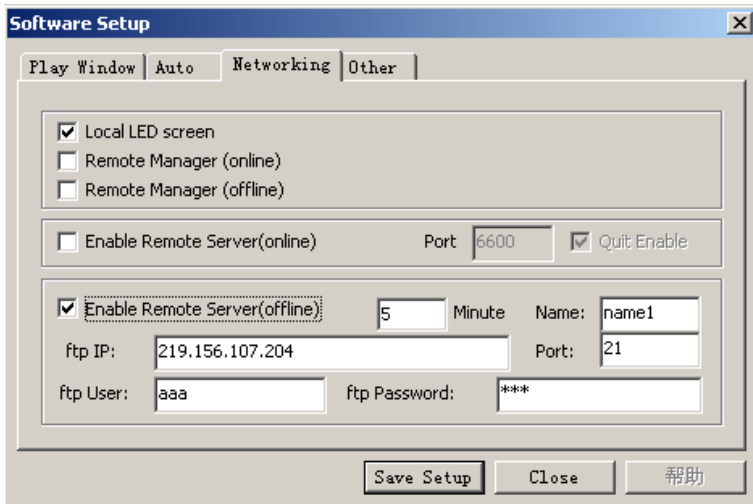 Software Setup
Play Window Auto Networking Other
Local LED screen
Remote Manager (online)
Remote Manager (offline)
Enable Remote Server(online) Port 6600 Quit Enable
Enable Remote Server(offline) 5 Minute Name: name1
ftp IP: 219.156.107.204 Port: 21
ftp User: aaa ftp Password: ***
Save Setup Close 帮助